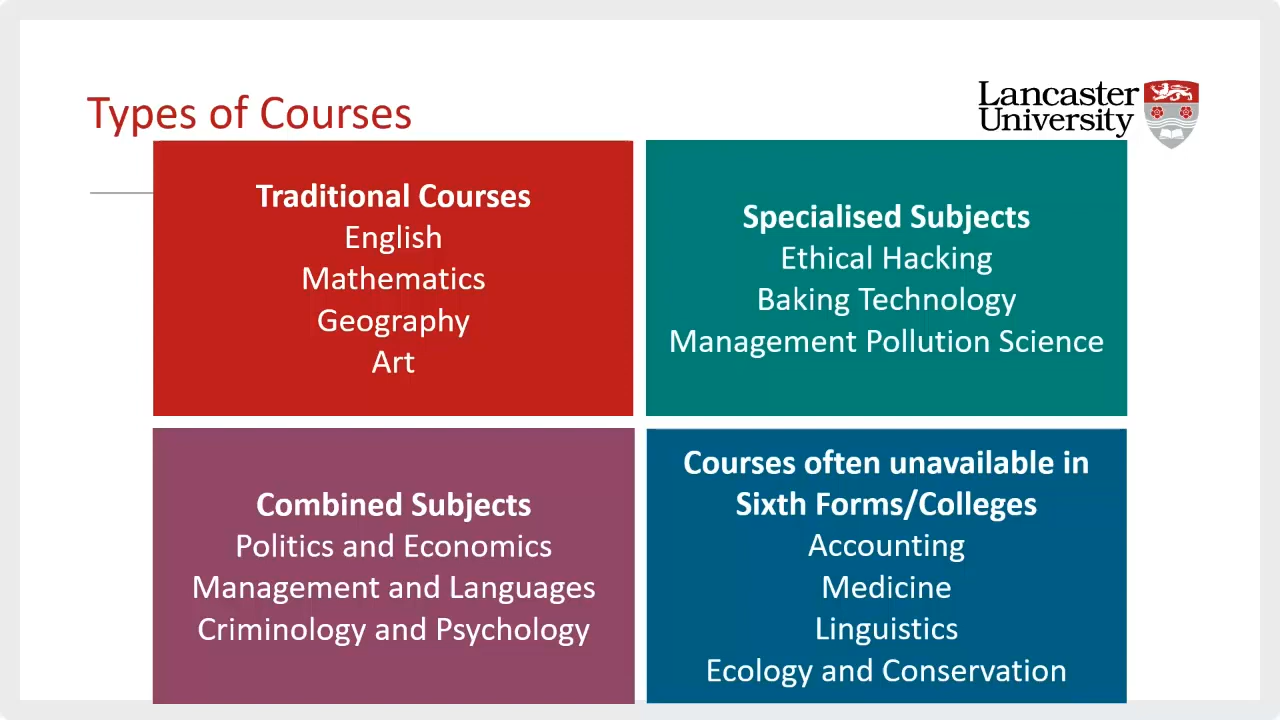 Types of Courses
Lancaster
University
Traditional Courses
English
Mathematics
Geography
Art
Specialised Subjects
Ethical Hacking
Baking Technology
Management Pollution Science
Combined Subjects
Politics and Economics
Management and Languages
Criminology and Psychology
Courses often unavailable in
Sixth Forms/Colleges
Accounting
Medicine
Linguistics
Ecology and Conservation